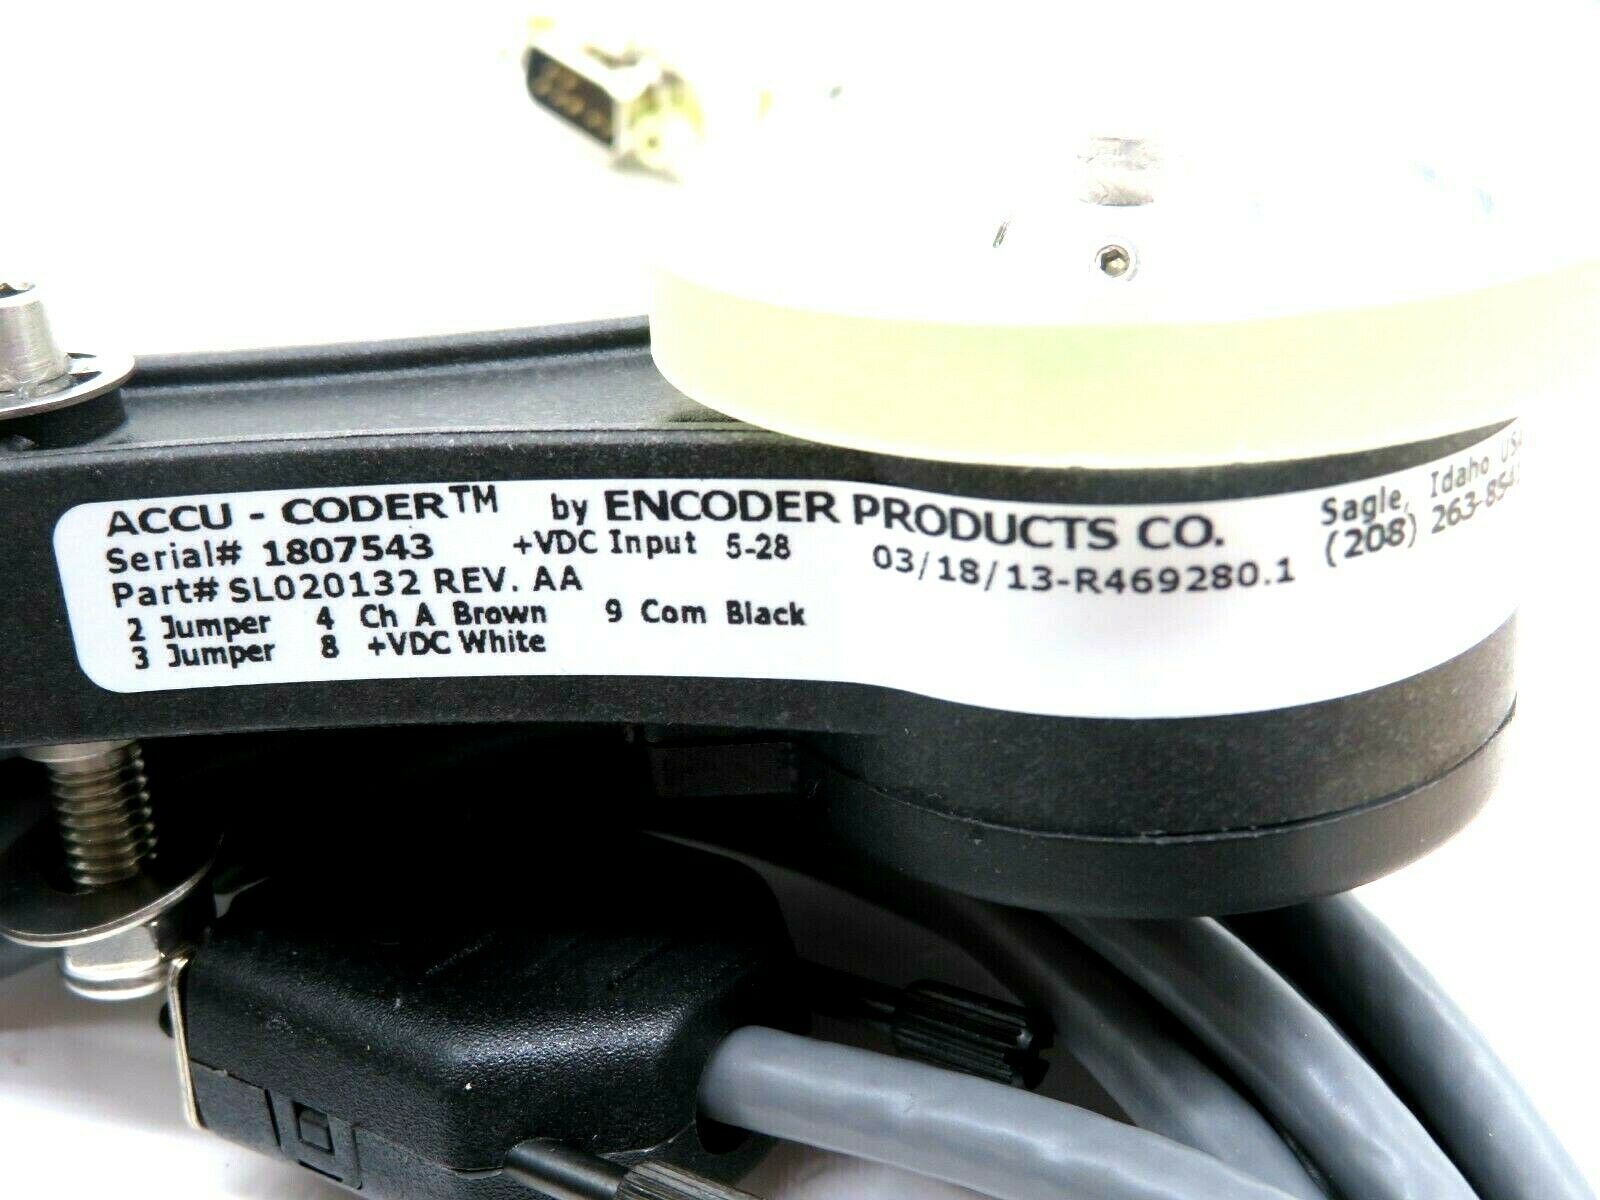 ACCU - CODER™ by ENCODER PRODUCTS CO.
Sagle, Idaho USA
(208)
Serial# 1807543 +VDC Input 5-28 03/18/13-R469280.1
Part# SL020132 REV. AA
2 Jumper 4 Ch A Brown 9 Com Black
3 Jumper 8 +VDC White